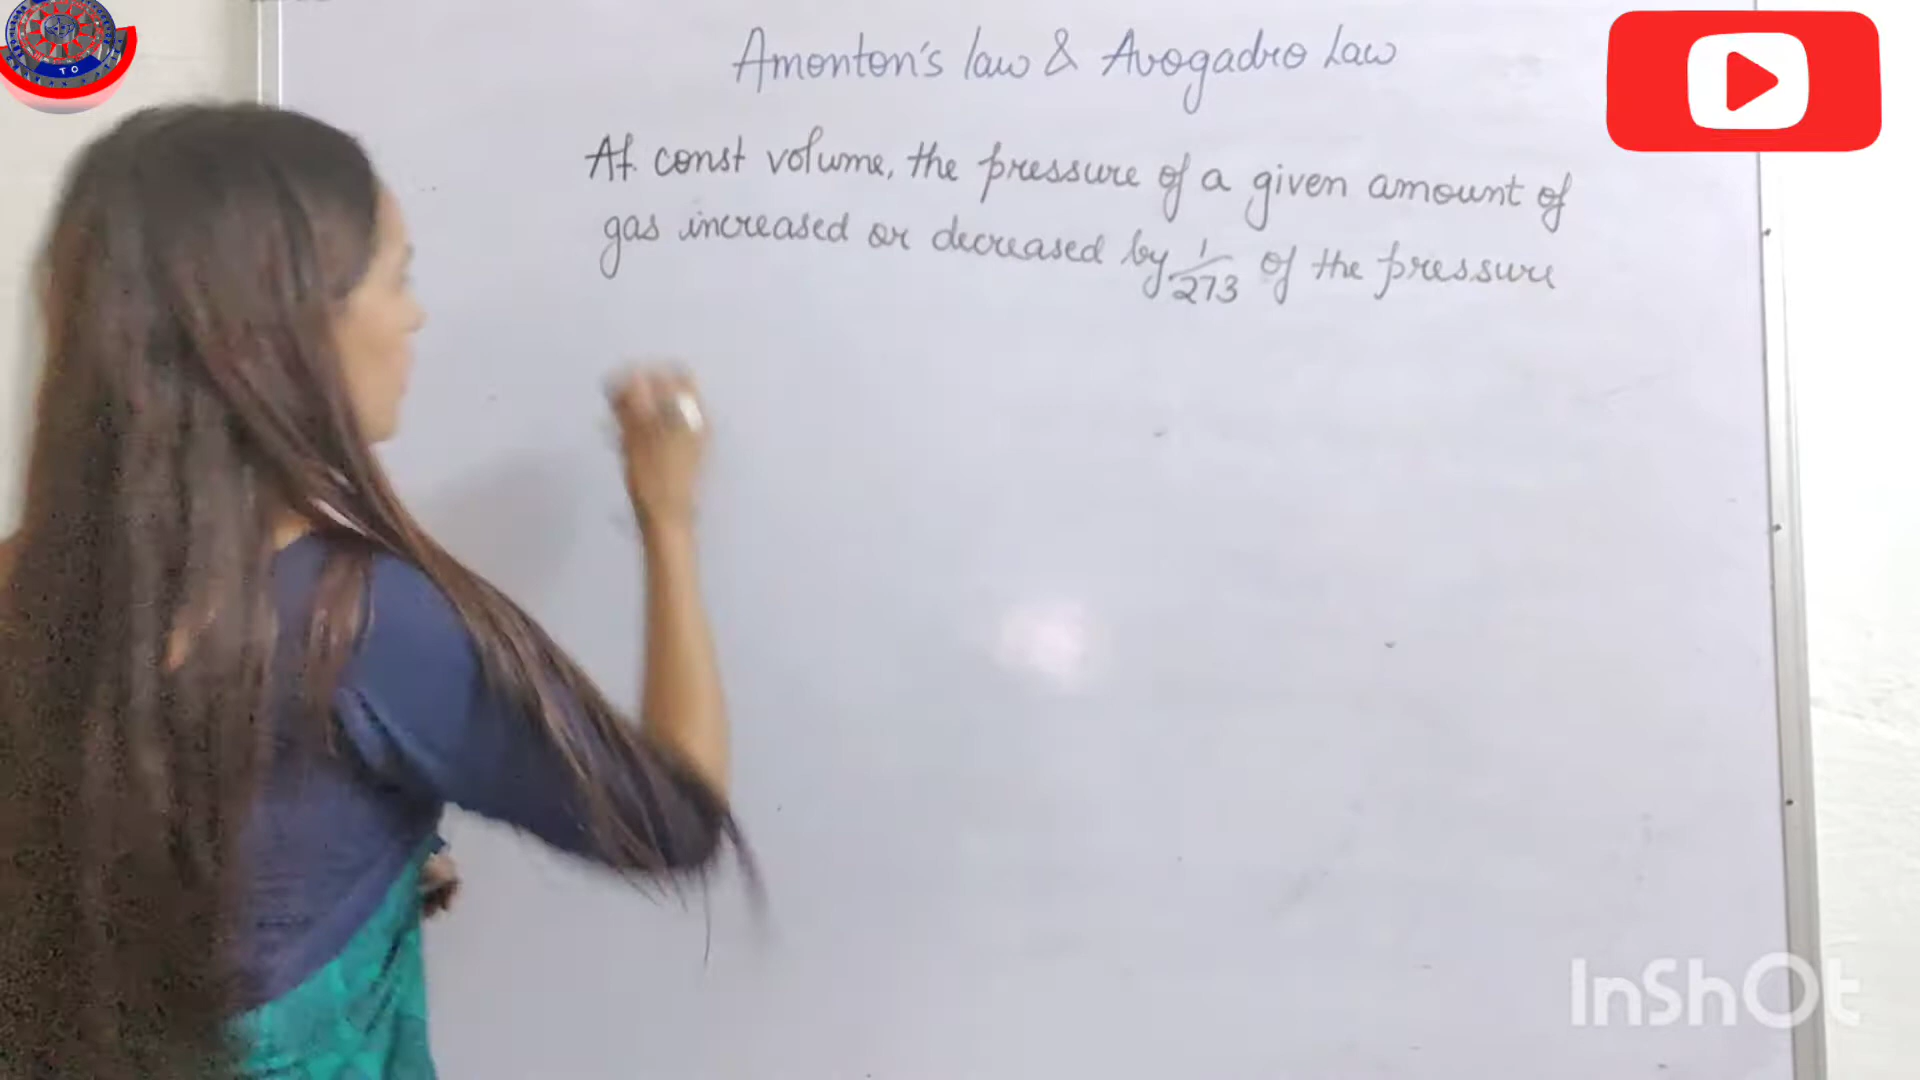 Amonton's law & Avogadro Law
At const volume, the pressure of a given amount of
gas increased or decreased by 1/273 of the pressure
TO
InShOt